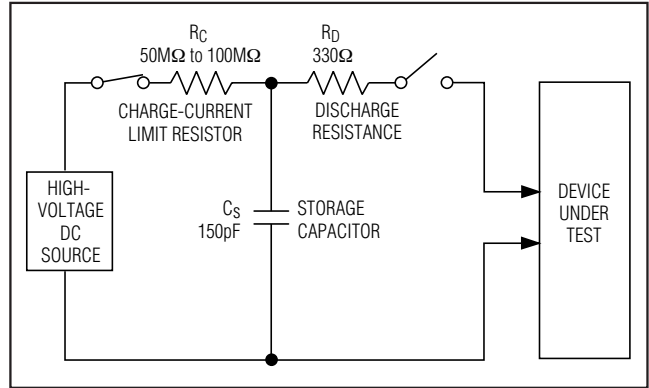 R_C
50MΩ to 100MΩ
CHARGE-CURRENT
LIMIT RESISTOR
R_D
330Ω
DISCHARGE
RESISTANCE
HIGH-
VOLTAGE
DC
SOURCE
C_S
150pF
STORAGE
CAPACITOR
DEVICE
UNDER
TEST